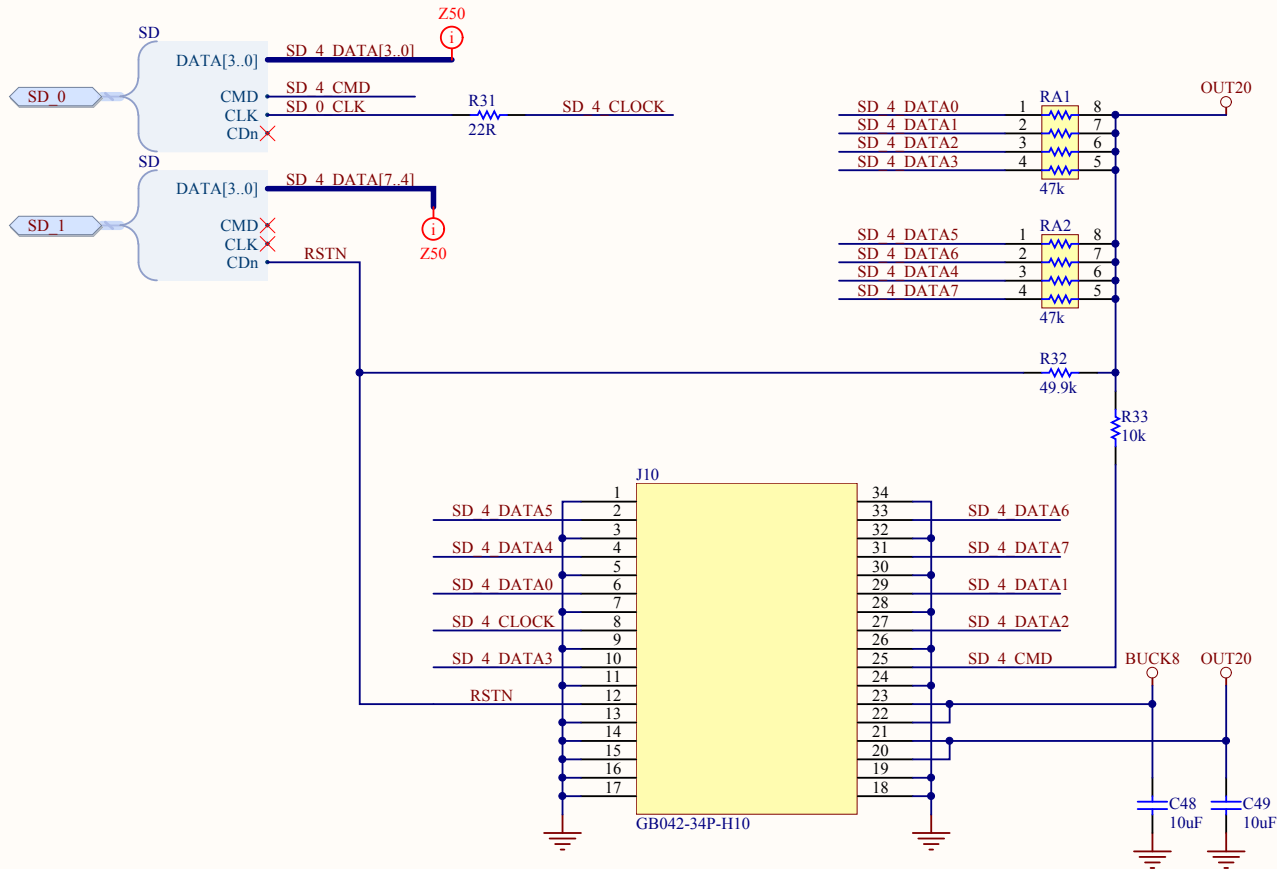 Z50
SD
DATA[3..0]
SD_4_DATA[3..0]
SD_0
CMD
SD_4_CMD
CLK
SD_0_CLK
R31
22R
SD_4_CLOCK
CDn
SD
DATA[3..0]
SD_4_DATA[7..4]
SD_1
CMD
CLK
CDn
RSTN
Z50
OUT20
RA1
SD_4_DATA0 1 8
SD_4_DATA1 2 7
SD_4_DATA2 3 6
SD_4_DATA3 4 5
47k
RA2
SD_4_DATA5 1 8
SD_4_DATA6 2 7
SD_4_DATA4 3 6
SD_4_DATA7 4 5
47k
R32
49.9k
R33
10k
J10
1 34
SD_4_DATA5 2 33 SD_4_DATA6
3 32
SD_4_DATA4 4 31 SD_4_DATA7
5 30
SD_4_DATA0 6 29 SD_4_DATA1
7 28
SD_4_CLOCK 8 27 SD_4_DATA2
9 26
SD_4_DATA3 10 25 SD_4_CMD
11 24
RSTN 12 23
13 22
14 21
15 20
16 19
17 18
GB042-34P-H10
BUCK8
OUT20
C48
10uF
C49
10uF